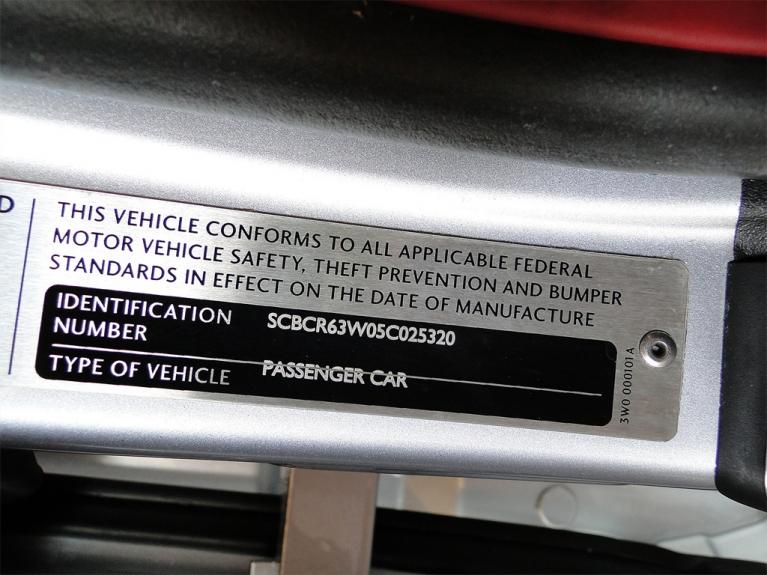 D
THIS VEHICLE CONFORMS TO ALL APPLICABLE FEDERAL
MOTOR VEHICLE SAFETY, THEFT PREVENTION AND BUMPER
STANDARDS IN EFFECT ON THE DATE OF MANUFACTURE
IDENTIFICATION
NUMBER
SCBCR63W05C025320
TYPE OF VEHICLE PASSENGER CAR
3W0 000101 A